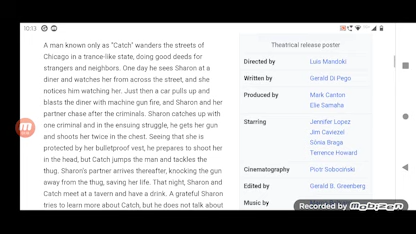 10:13
A man known only as "Catch" wanders the streets of
Chicago in a trance-like state, doing good deeds for
strangers and neighbors. One day he sees Sharon at a
diner and watches her from across the street, and she
notices him watching her. Just then a car pulls up and
blasts the diner with machine gun fire, and Sharon and her
partner chase after the criminals. Sharon catches up with
one criminal and in the ensuing struggle, he gets her gun
and shoots her twice in the chest. Seeing that she is
protected by her bulletproof vest, he prepares to shoot her
in the head, but Catch jumps the man and tackles the
thug. Sharon's partner arrives thereafter, knocking the gun
away from the thug, saving her life. That night, Sharon and
Catch meet at a tavern and have a drink. A grateful Sharon
tries to learn more about Catch, but he does not talk about
Theatrical release poster
Directed by Luis Mandoki
Written by Gerald Di Pego
Produced by Mark Canton
Elie Samaha
Starring Jennifer Lopez
Jim Caviezel
Sônia Braga
Terrence Howard
Cinematography Piotr Sobociński
Edited by Gerald B. Greenberg
Music by
Recorded by Mobizen